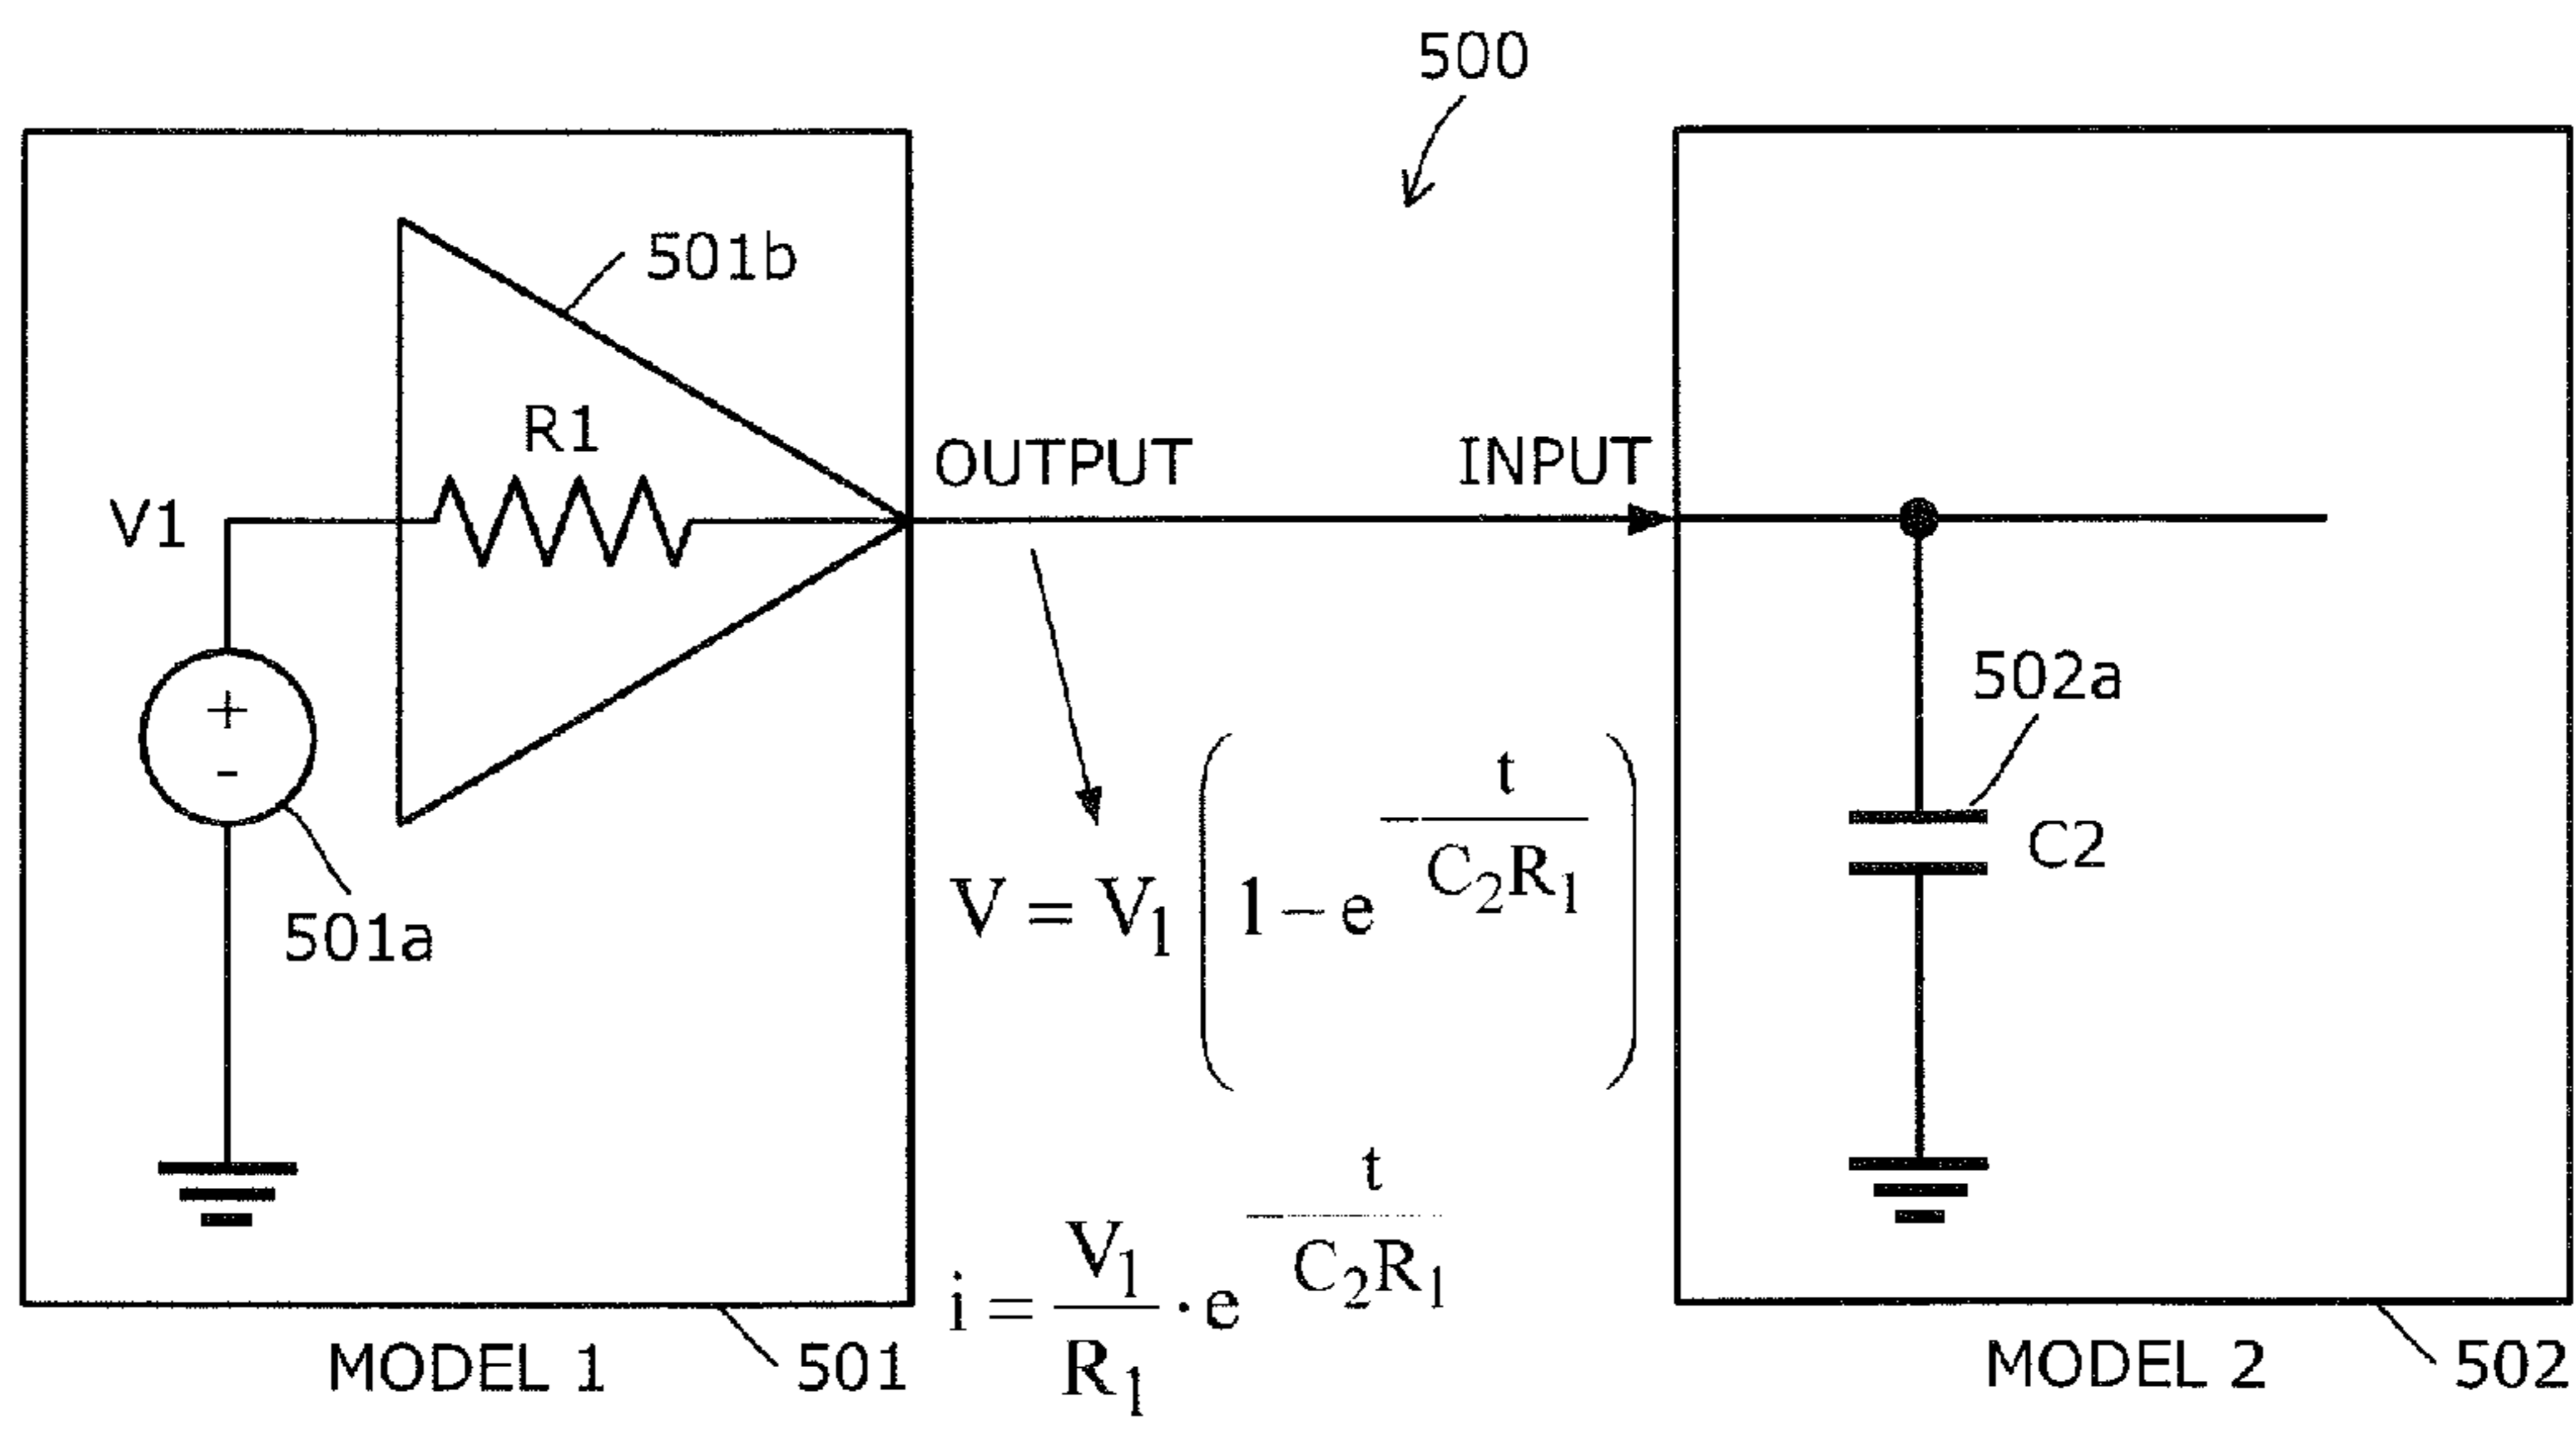 500
501b
R1
V1
OUTPUT
INPUT
+
-
501a
502a
C2
V = V₁ ( 1 − e^(−t/(C₂R₁)) )
i = V₁/R₁ · e^(−t/(C₂R₁))
MODEL 1
501
MODEL 2
502